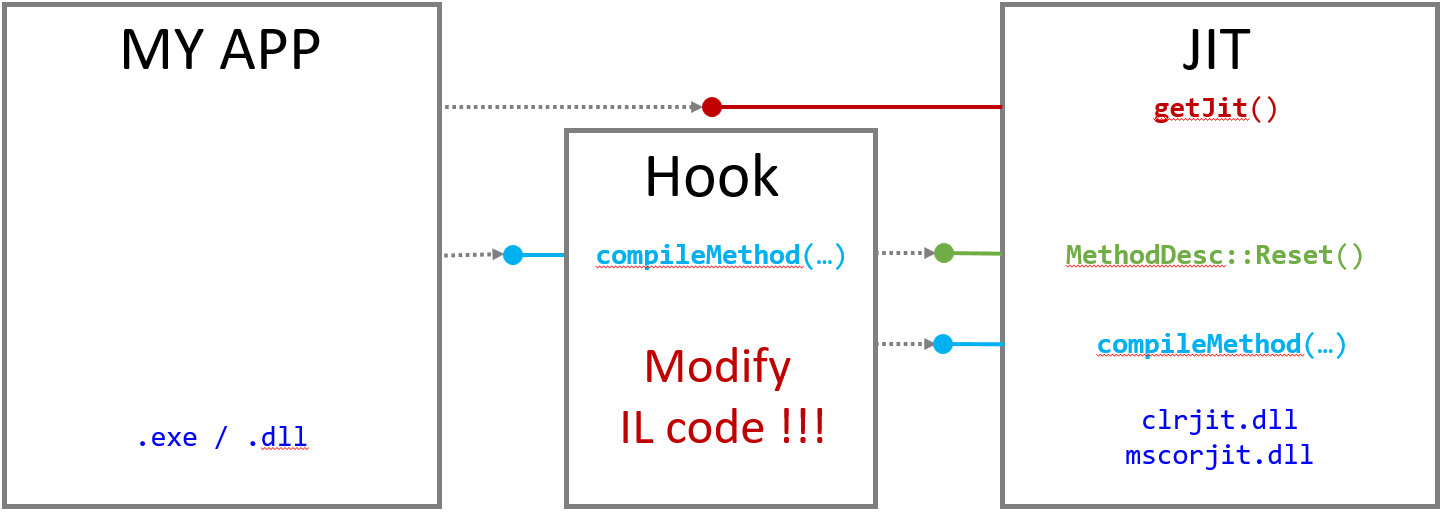 MY APP
.exe / .dll
Hook
compileMethod(…)
Modify
IL code !!!
JIT
getJit()
MethodDesc::Reset()
compileMethod(…)
clrjit.dll
mscorjit.dll